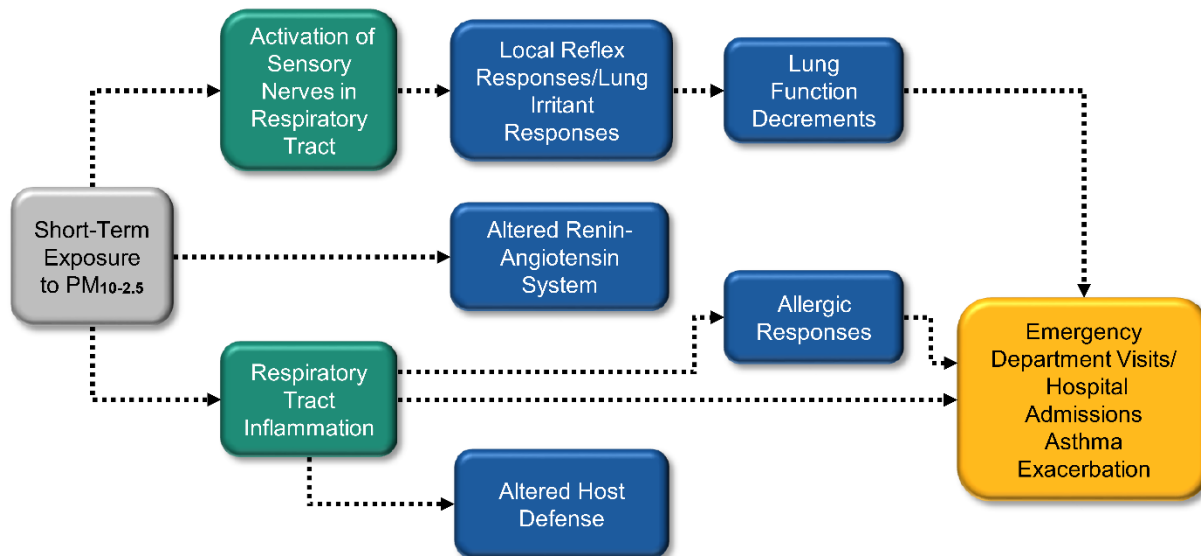 Activation of
Sensory
Nerves in
Respiratory
Tract
Local Reflex
Responses/Lung
Irritant
Responses
Lung
Function
Decrements
Short-Term
Exposure
to PM10-2.5
Altered Renin-
Angiotensin
System
Allergic
Responses
Emergency
Department Visits/
Hospital
Admissions
Asthma
Exacerbation
Respiratory
Tract
Inflammation
Altered Host
Defense